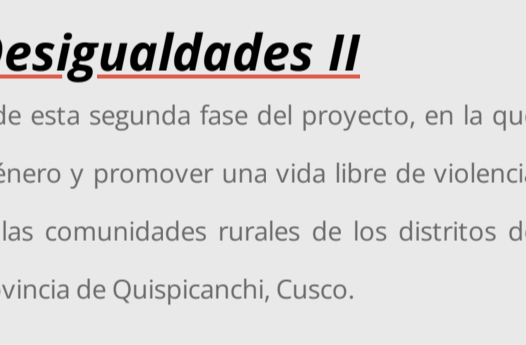 Desigualdades II
de esta segunda fase del proyecto, en la que
énero y promover una vida libre de violencia
las comunidades rurales de los distritos de
vincia de Quispicanchi, Cusco.